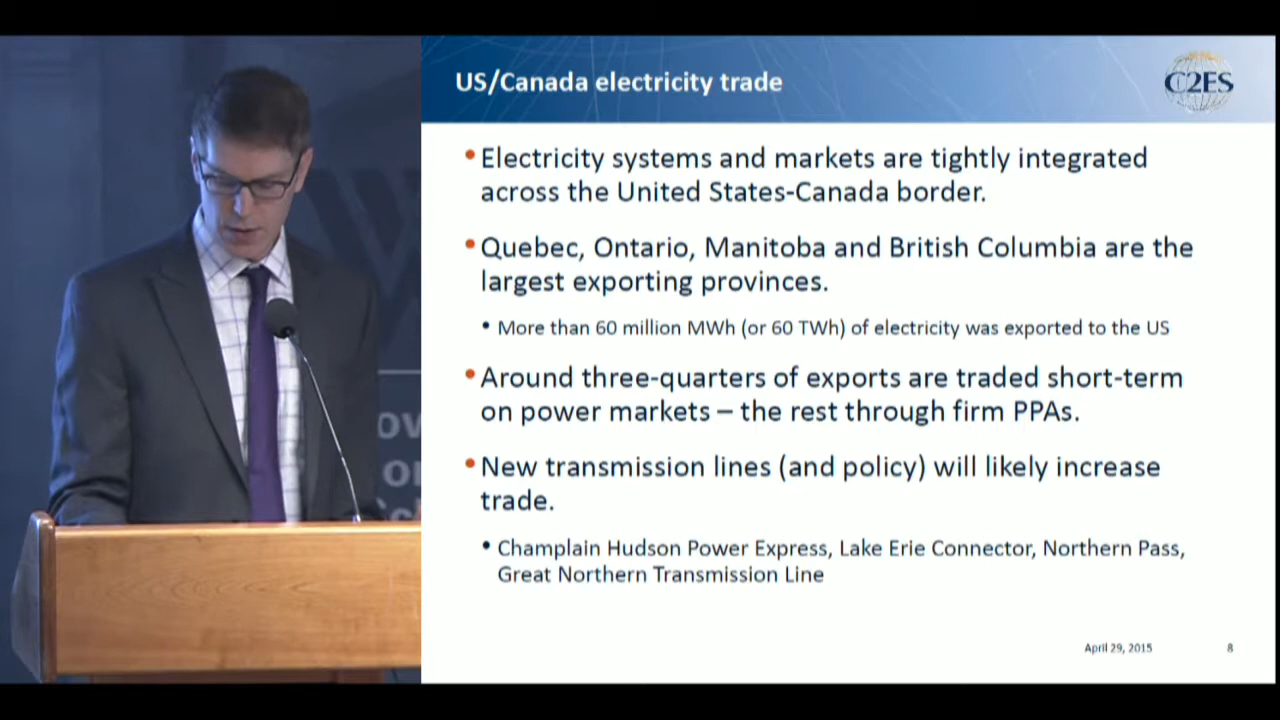 US/Canada electricity trade
C2ES
• Electricity systems and markets are tightly integrated
across the United States-Canada border.
• Quebec, Ontario, Manitoba and British Columbia are the
largest exporting provinces.
• More than 60 million MWh (or 60 TWh) of electricity was exported to the US
• Around three-quarters of exports are traded short-term
on power markets – the rest through firm PPAs.
• New transmission lines (and policy) will likely increase
trade.
• Champlain Hudson Power Express, Lake Erie Connector, Northern Pass,
Great Northern Transmission Line
April 29, 2015
8